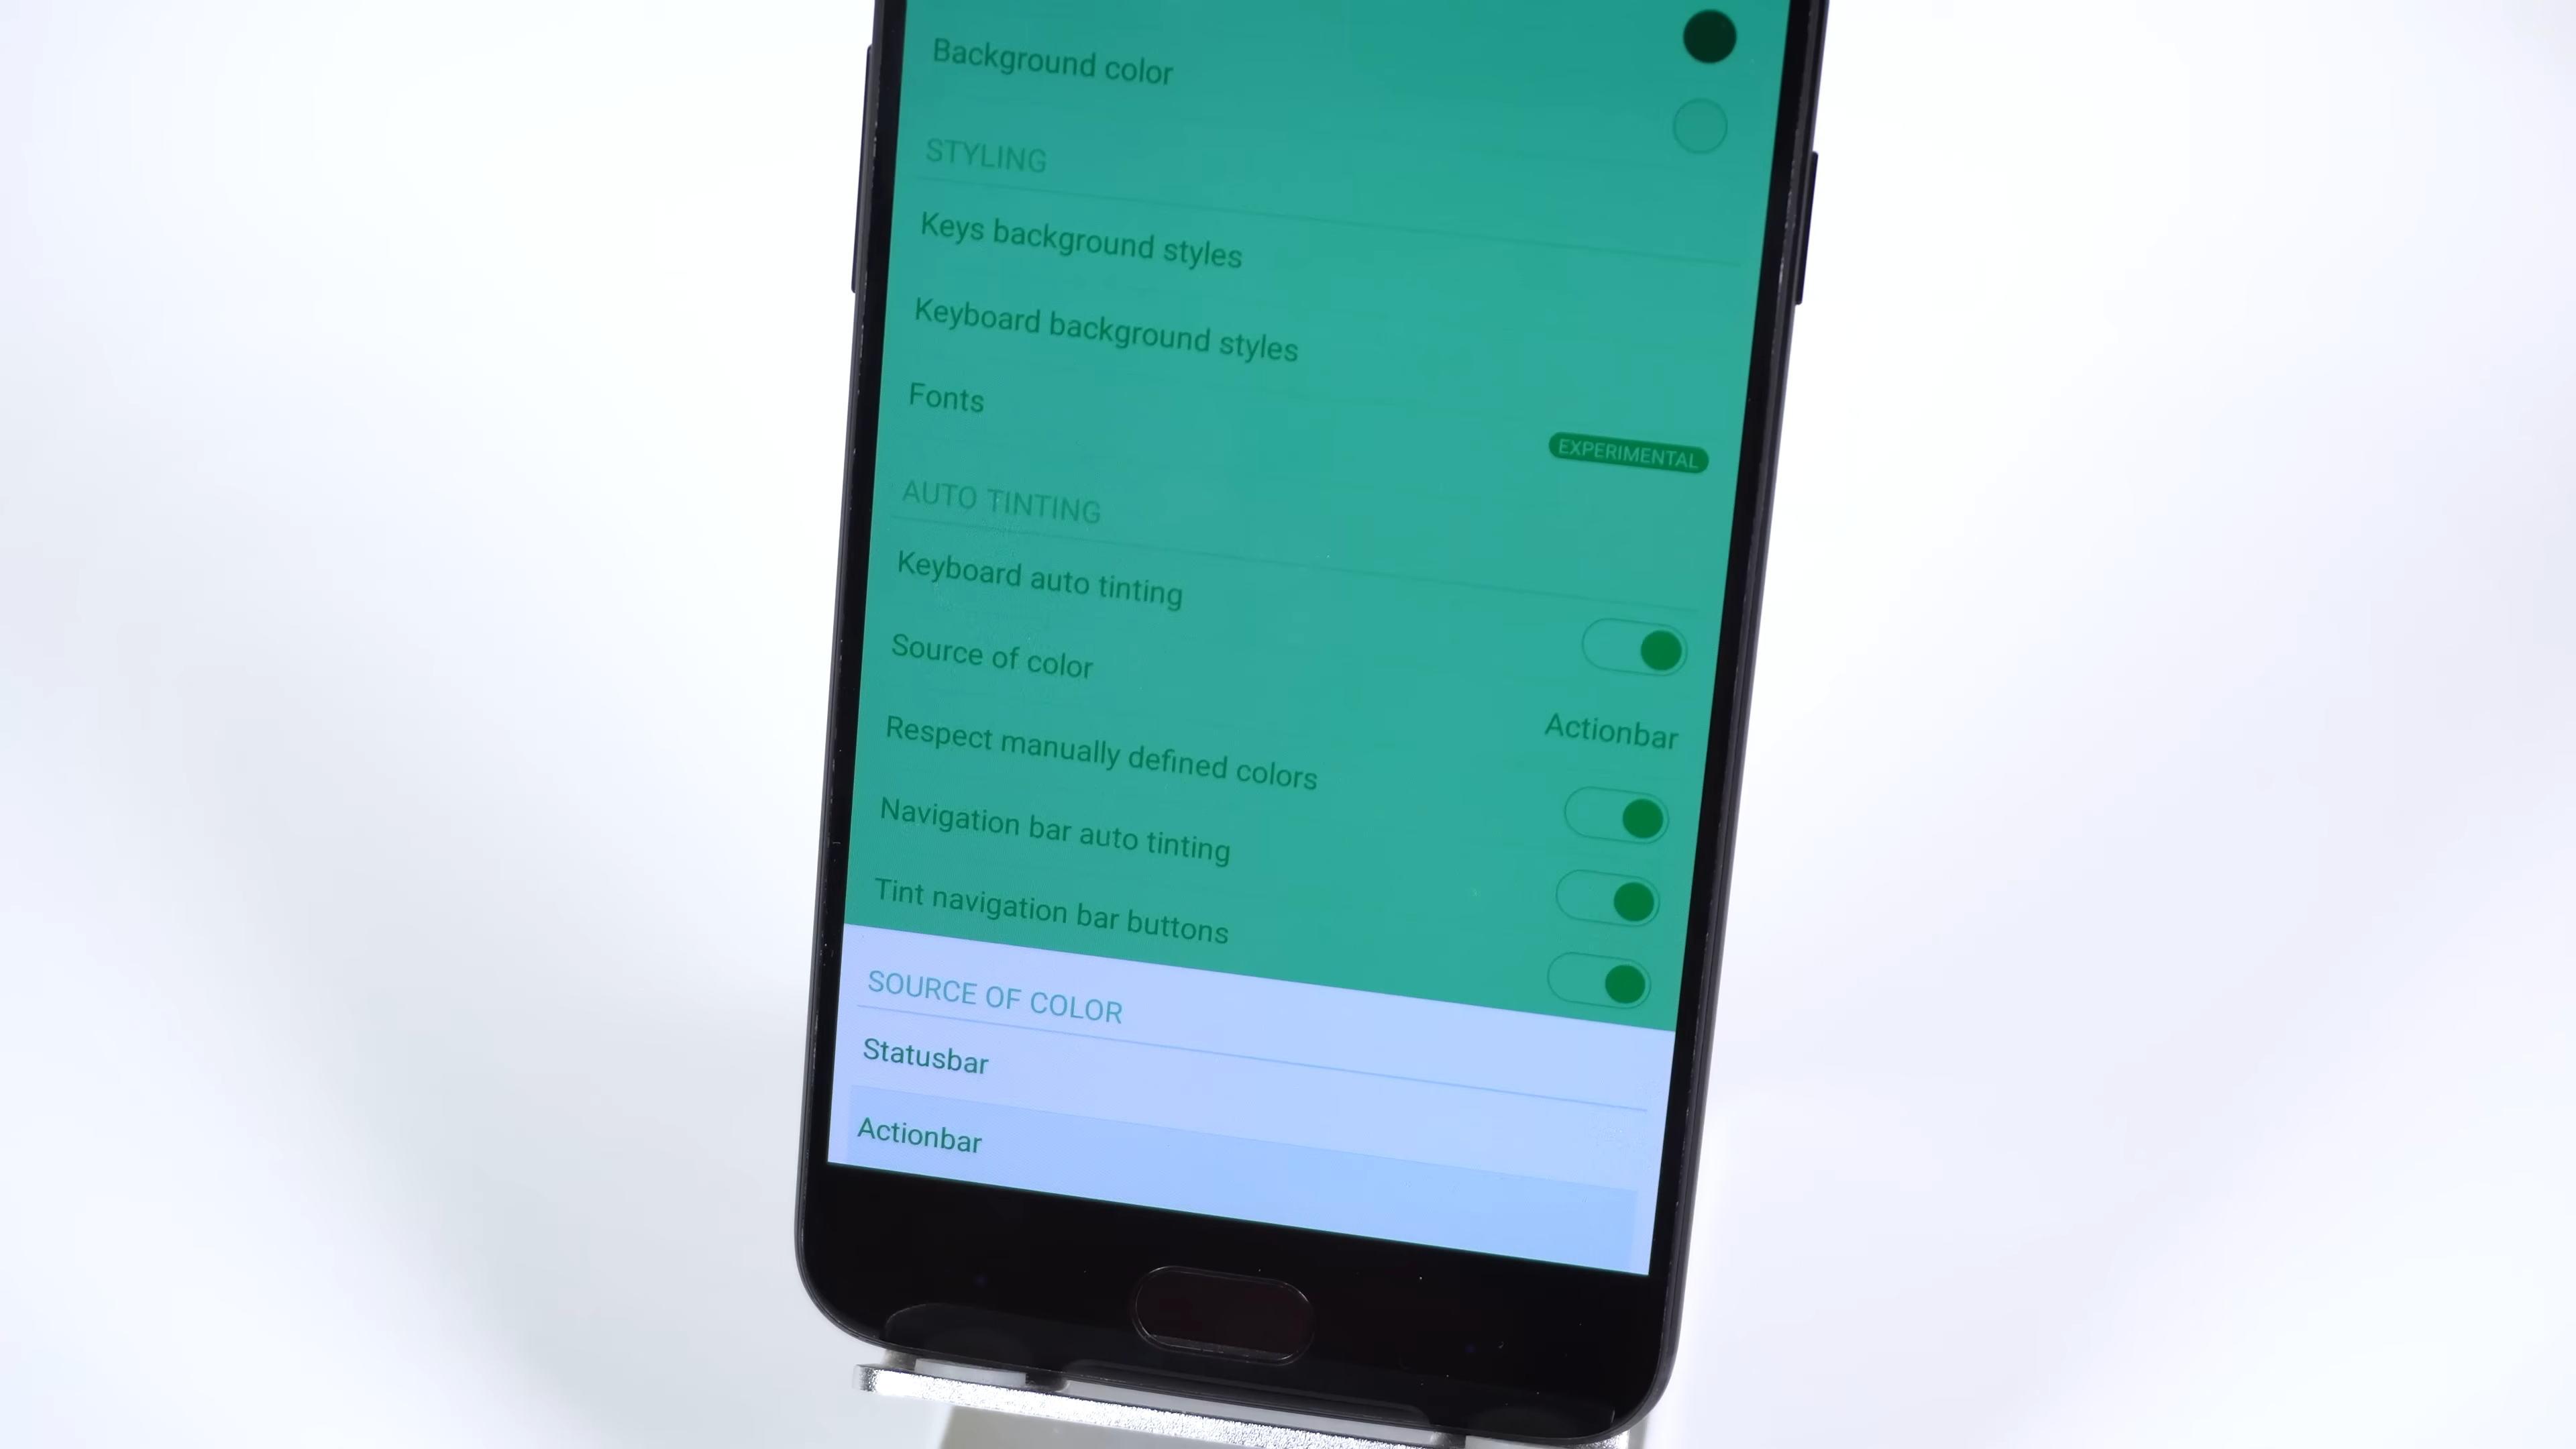 Background color
STYLING
Keys background styles
Keyboard background styles
Fonts
EXPERIMENTAL
AUTO TINTING
Keyboard auto tinting
Source of color
Actionbar
Respect manually defined colors
Navigation bar auto tinting
Tint navigation bar buttons
SOURCE OF COLOR
Statusbar
Actionbar